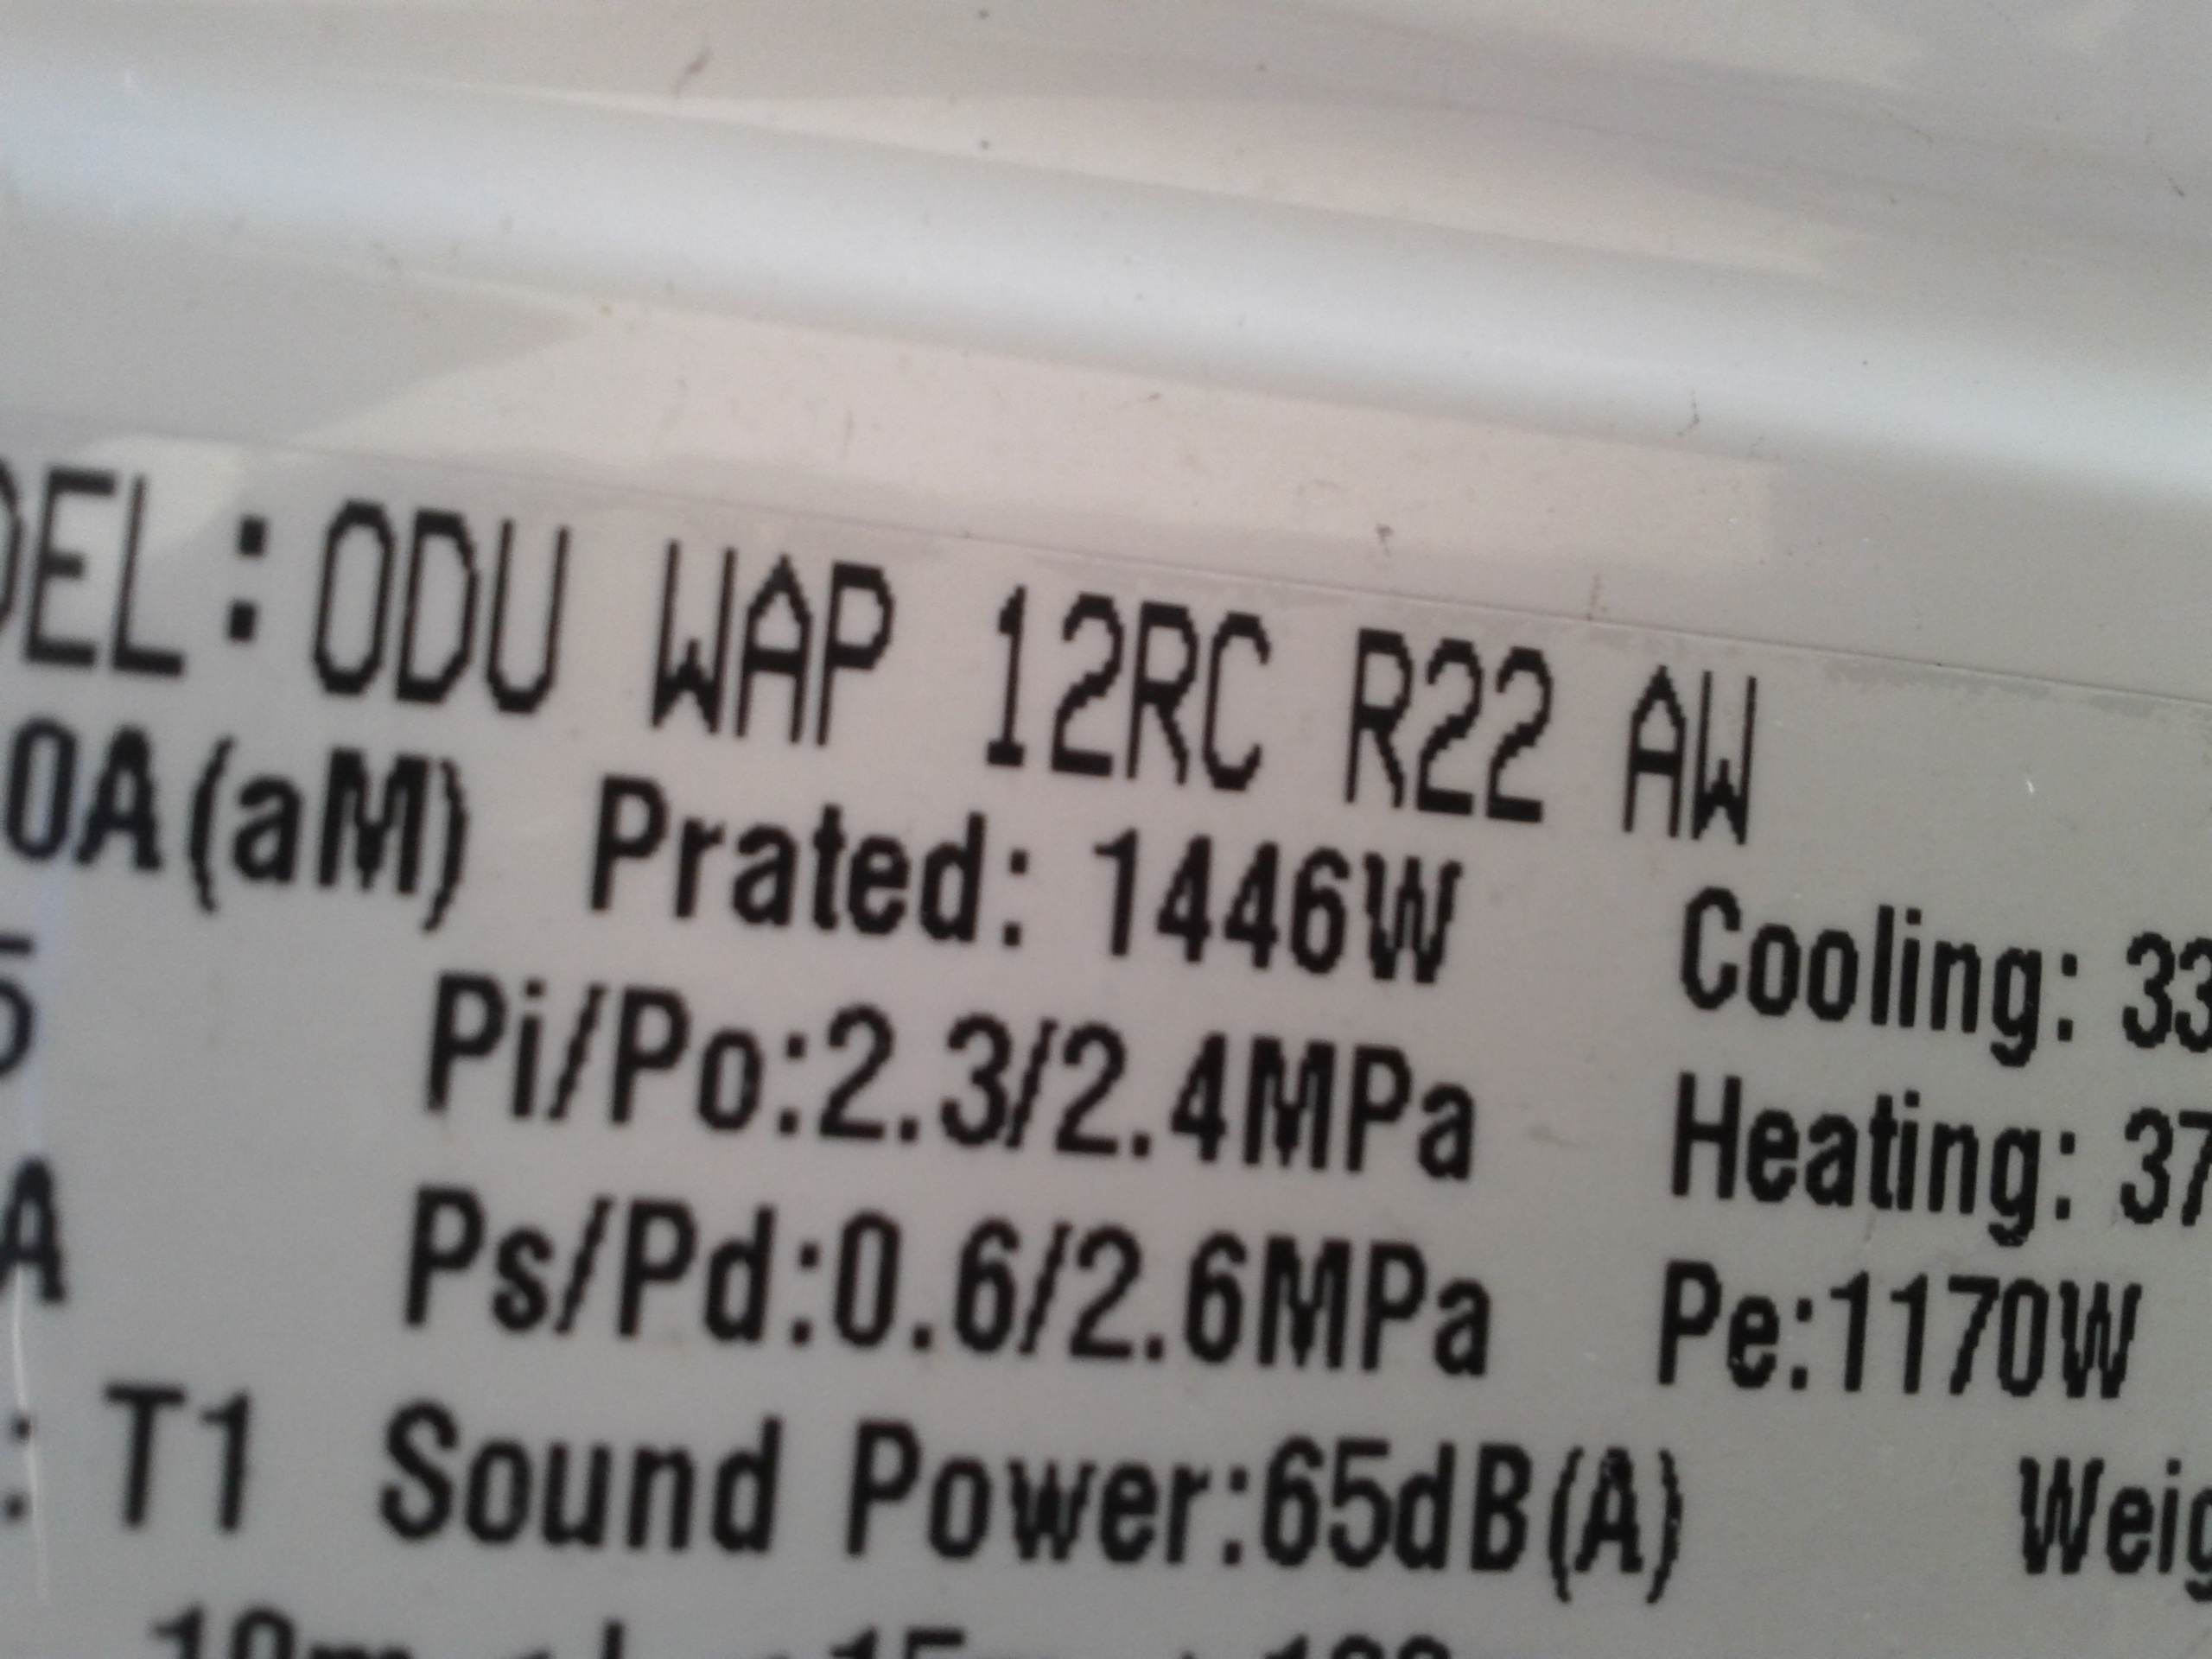 DEL: ODU WAP 12RC R22 AW
0A(aM) Prated: 1446W Cooling: 33
5 Pi/Po:2.3/2.4MPa Heating: 37
A Ps/Pd:0.6/2.6MPa Pe:1170W
: T1 Sound Power:65dB(A) Weig